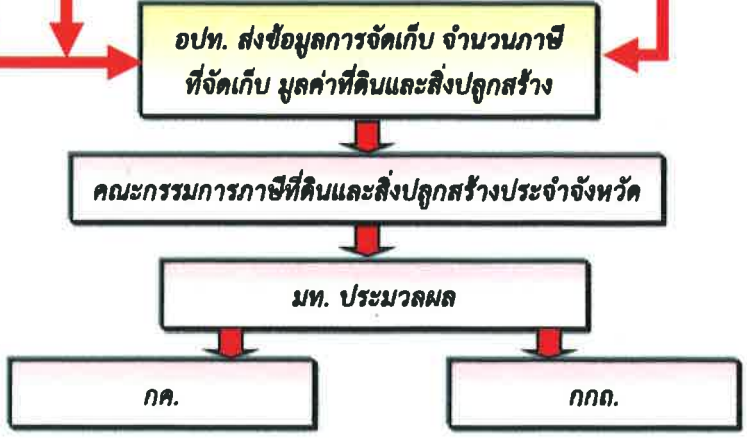 อปท. ส่งข้อมูลการจัดเก็บ จำนวนภาษี
ที่จัดเก็บ มูลค่าที่ดินและสิ่งปลูกสร้าง
คณะกรรมการภาษีที่ดินและสิ่งปลูกสร้างประจำจังหวัด
มท. ประมวลผล
กค.
กกถ.